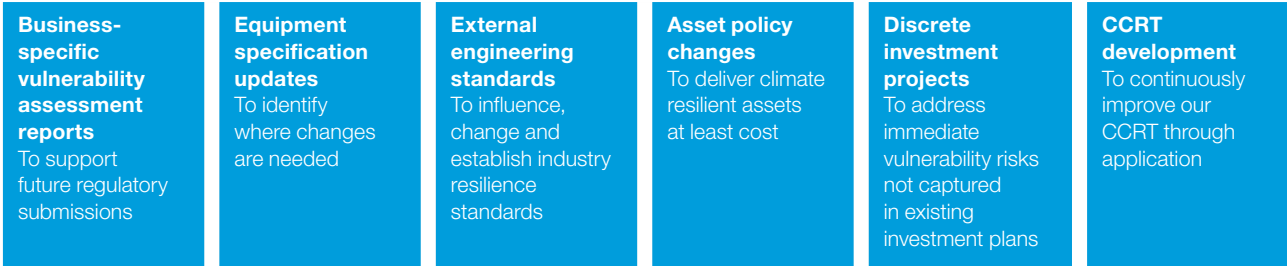 Business-
specific
vulnerability
assessment
reports
To support
future regulatory
submissions
Equipment
specification
updates
To identify
where changes
are needed
External
engineering
standards
To influence,
change and
establish industry
resilience
standards
Asset policy
changes
To deliver climate
resilient assets
at least cost
Discrete
investment
projects
To address
immediate
vulnerability risks
not captured
in existing
investment plans
CCRT
development
To continuously
improve our
CCRT through
application